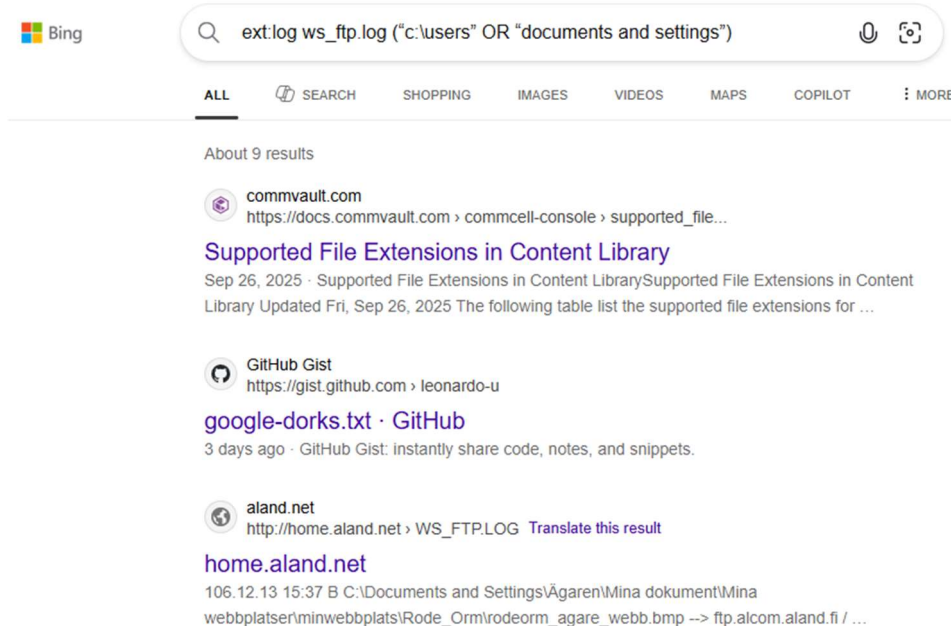 Bing
ext:log ws_ftp.log (“c:\users” OR “documents and settings”)
ALL SEARCH SHOPPING IMAGES VIDEOS MAPS COPILOT MORE
About 9 results
commvault.com
https://docs.commvault.com › commcell-console › supported_file...
Supported File Extensions in Content Library
Sep 26, 2025 · Supported File Extensions in Content LibrarySupported File Extensions in Content
Library Updated Fri, Sep 26, 2025 The following table list the supported file extensions for ...
GitHub Gist
https://gist.github.com › leonardo-u
google-dorks.txt · GitHub
3 days ago · GitHub Gist: instantly share code, notes, and snippets.
aland.net
http://home.aland.net › WS_FTP.LOG Translate this result
home.aland.net
106.12.13 15:37 B C:\Documents and Settings\Ägaren\Mina dokument\Mina
webbplatser\minwebbplats\Rode_Orm\rodeorm_agare_webb.bmp --> ftp.alcom.aland.fi / ...